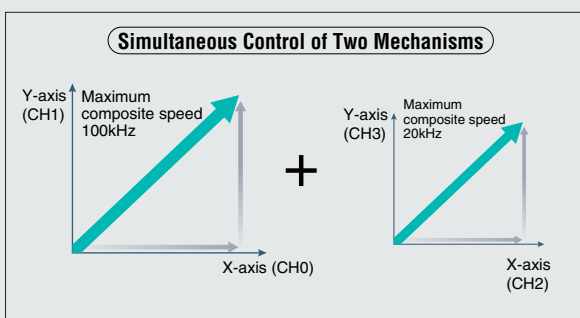 Simultaneous Control of Two Mechanisms
Y-axis
(CH1)
Maximum
composite speed
100kHz
X-axis (CH0)
+
Y-axis
(CH3)
Maximum
composite speed
20kHz
X-axis
(CH2)